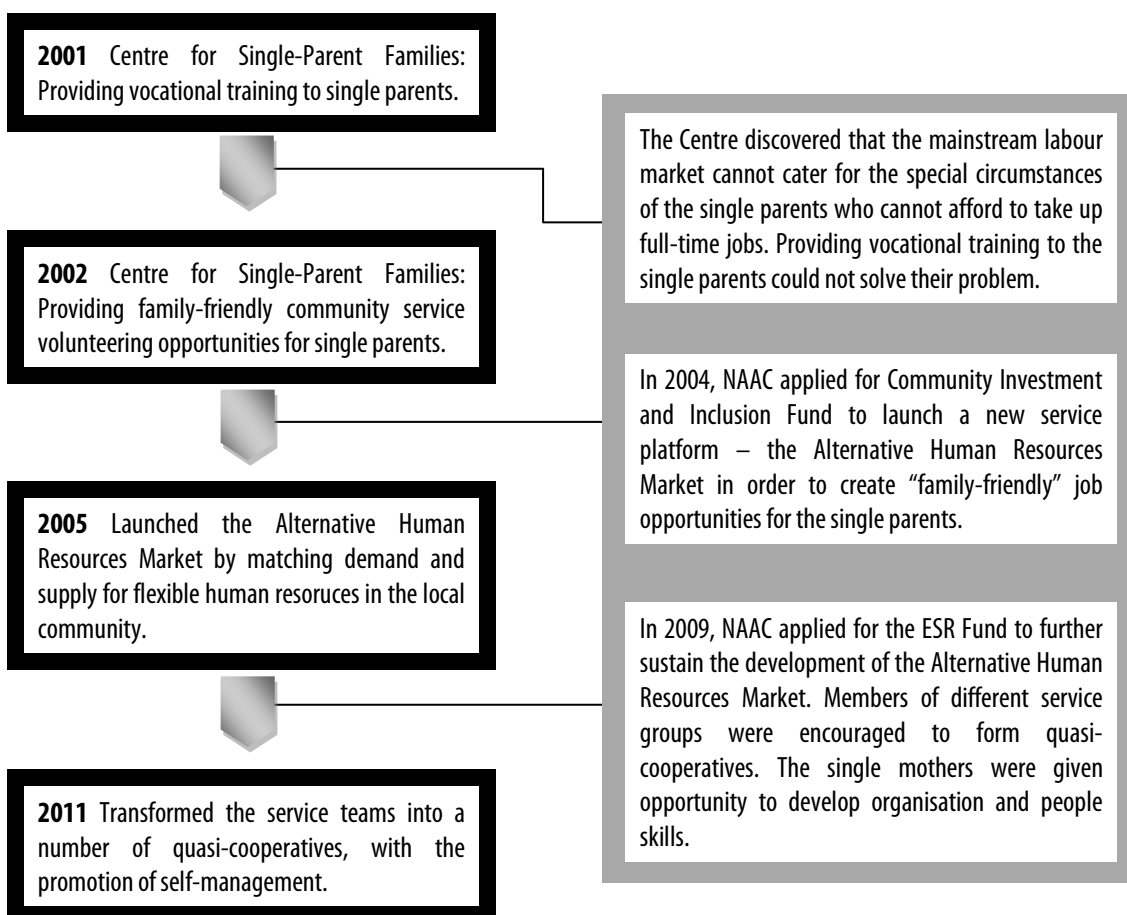 2001 Centre for Single-Parent Families:
Providing vocational training to single parents.
The Centre discovered that the mainstream labour
market cannot cater for the special circumstances
of the single parents who cannot afford to take up
full-time jobs. Providing vocational training to the
single parents could not solve their problem.
2002 Centre for Single-Parent Families:
Providing family-friendly community service
volunteering opportunities for single parents.
In 2004, NAAC applied for Community Investment
and Inclusion Fund to launch a new service
platform – the Alternative Human Resources
Market in order to create “family-friendly” job
opportunities for the single parents.
2005 Launched the Alternative Human
Resources Market by matching demand and
supply for flexible human resoruces in the local
community.
In 2009, NAAC applied for the ESR Fund to further
sustain the development of the Alternative Human
Resources Market. Members of different service
groups were encouraged to form quasi-
cooperatives. The single mothers were given
opportunity to develop organisation and people
skills.
2011 Transformed the service teams into a
number of quasi-cooperatives, with the
promotion of self-management.